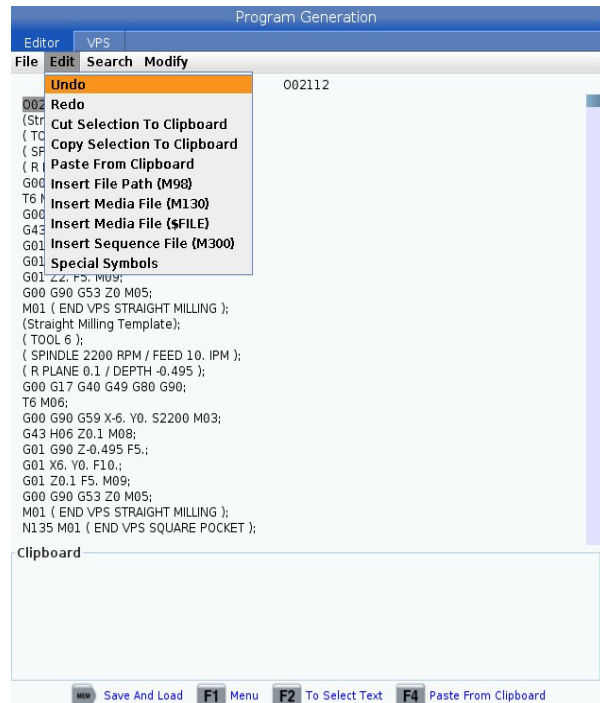 Program Generation
Editor VPS
File Edit Search Modify
O02112
Undo
Redo
Cut Selection To Clipboard
Copy Selection To Clipboard
Paste From Clipboard
Insert File Path (M98)
Insert Media File (M130)
Insert Media File ($FILE)
Insert Sequence File (M300)
Special Symbols
G01 Z2. F5. M09;
G00 G90 G53 Z0 M05;
M01 ( END VPS STRAIGHT MILLING );
(Straight Milling Template);
( TOOL 6 );
( SPINDLE 2200 RPM / FEED 10. IPM );
( R PLANE 0.1 / DEPTH -0.495 );
G00 G17 G40 G49 G80 G90;
T6 M06;
G00 G90 G59 X-6. Y0. S2200 M03;
G43 H06 Z0.1 M08;
G01 G90 Z-0.495 F5.;
G01 X6. Y0. F10.;
G01 Z0.1 F5. M09;
G00 G90 G53 Z0 M05;
M01 ( END VPS STRAIGHT MILLING );
N135 M01 ( END VPS SQUARE POCKET );
Clipboard
MEM Save And Load F1 Menu F2 To Select Text F4 Paste From Clipboard